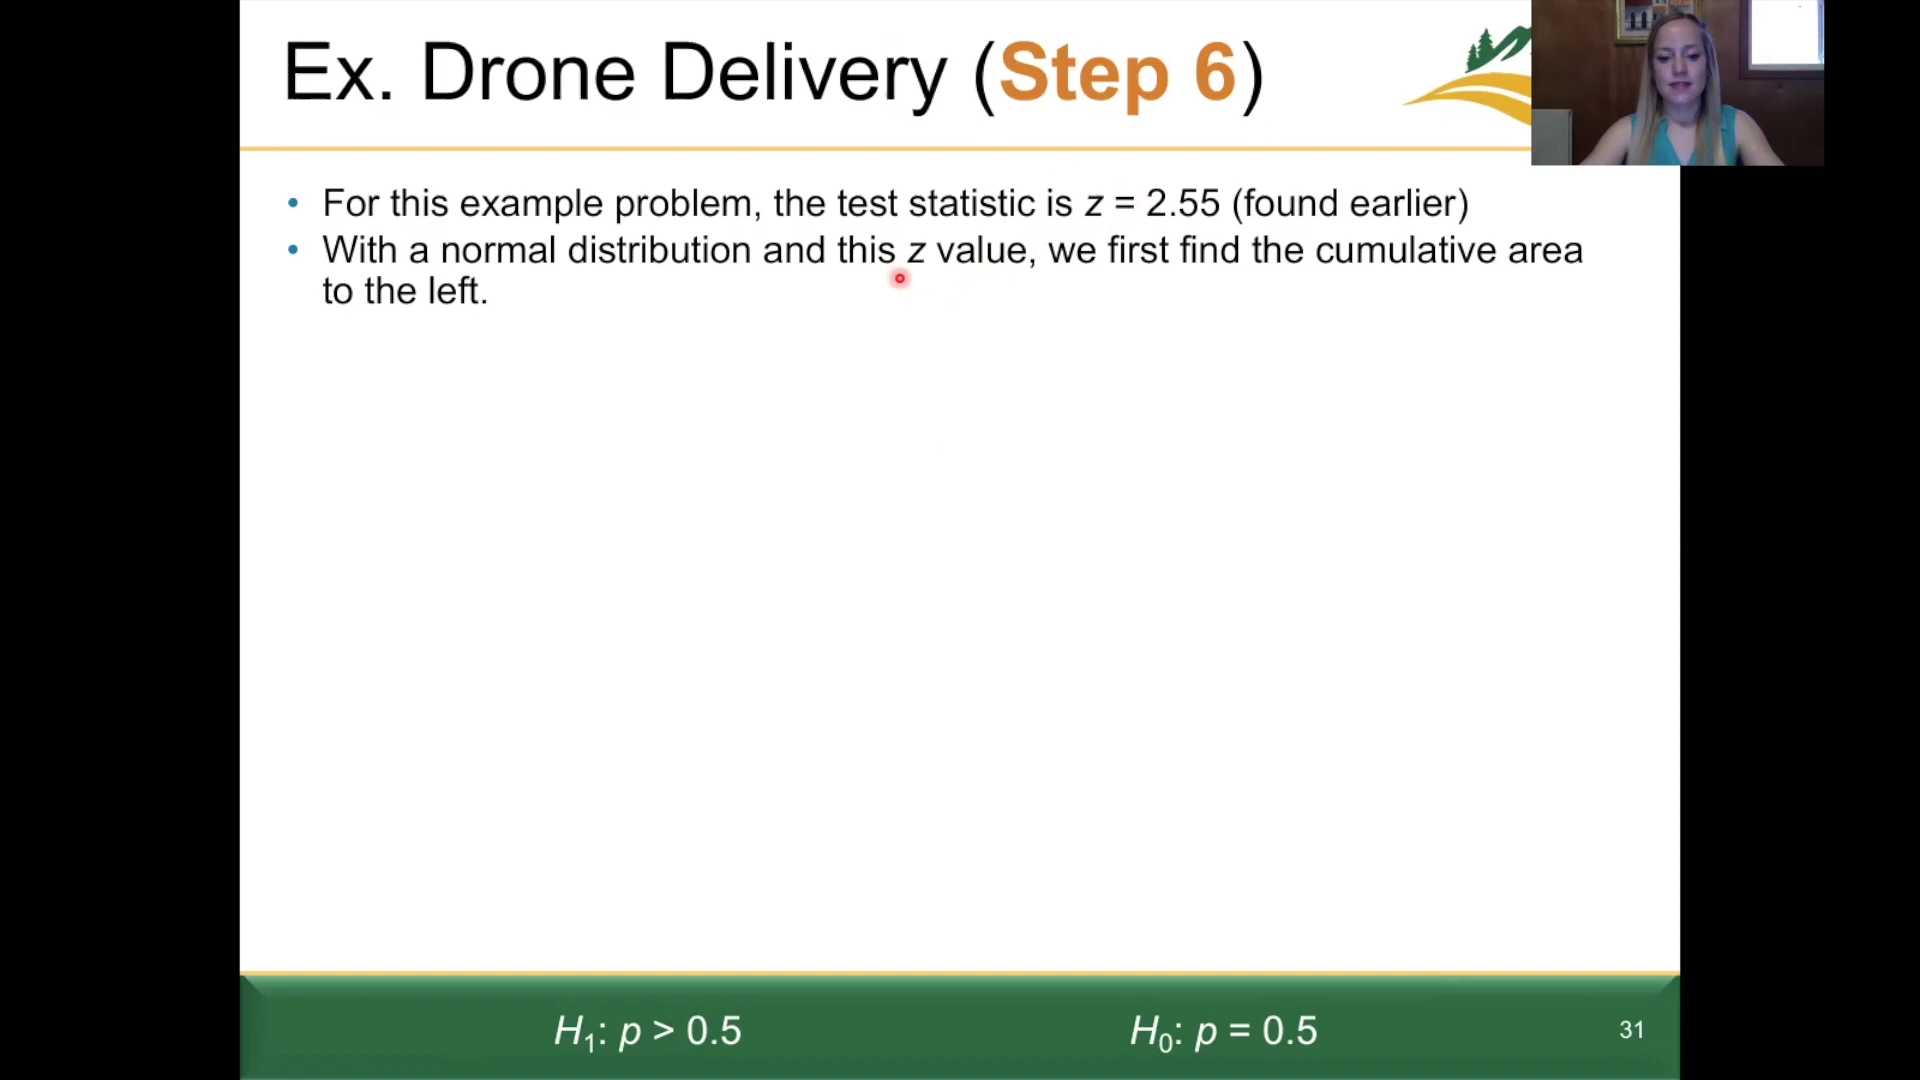 Ex. Drone Delivery (Step 6)
• For this example problem, the test statistic is z = 2.55 (found earlier)
• With a normal distribution and this z value, we first find the cumulative area
to the left.
H₁: p > 0.5
H₀: p = 0.5
31